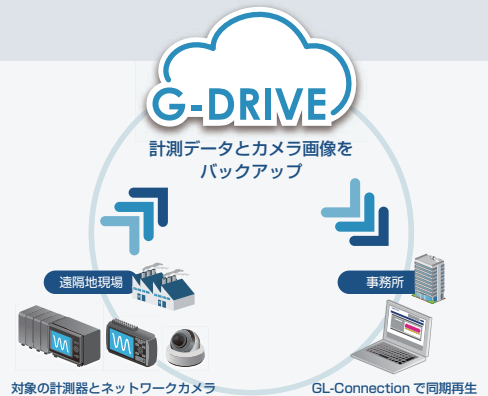 G-DRIVE
計測データとカメラ画像を
バックアップ
遠隔地現場
事務所
対象の計測器とネットワークカメラ
GL-Connection で同期再生